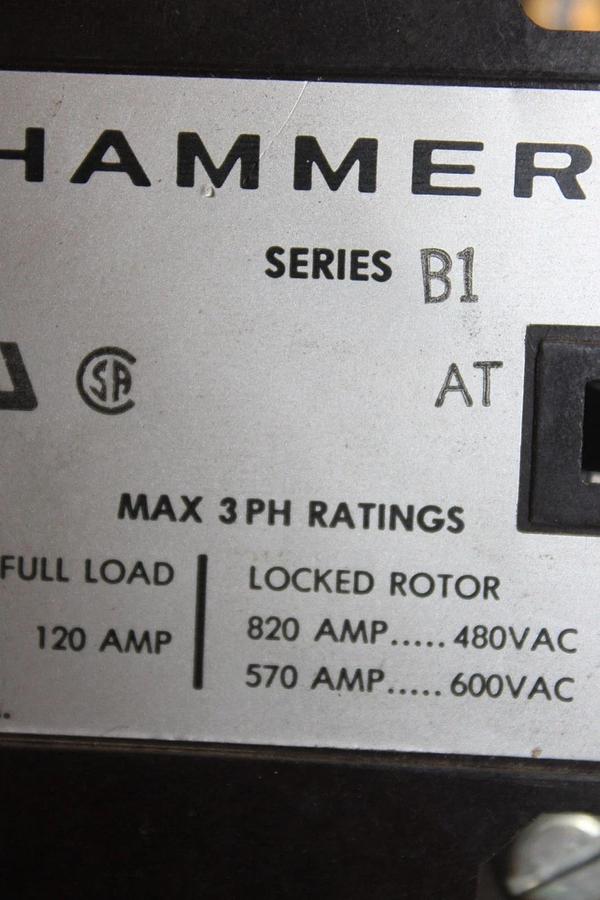 HAMMER
SERIES B1
SA AT
MAX 3PH RATINGS
FULL LOAD
120 AMP
LOCKED ROTOR
820 AMP.....480VAC
570 AMP.....600VAC